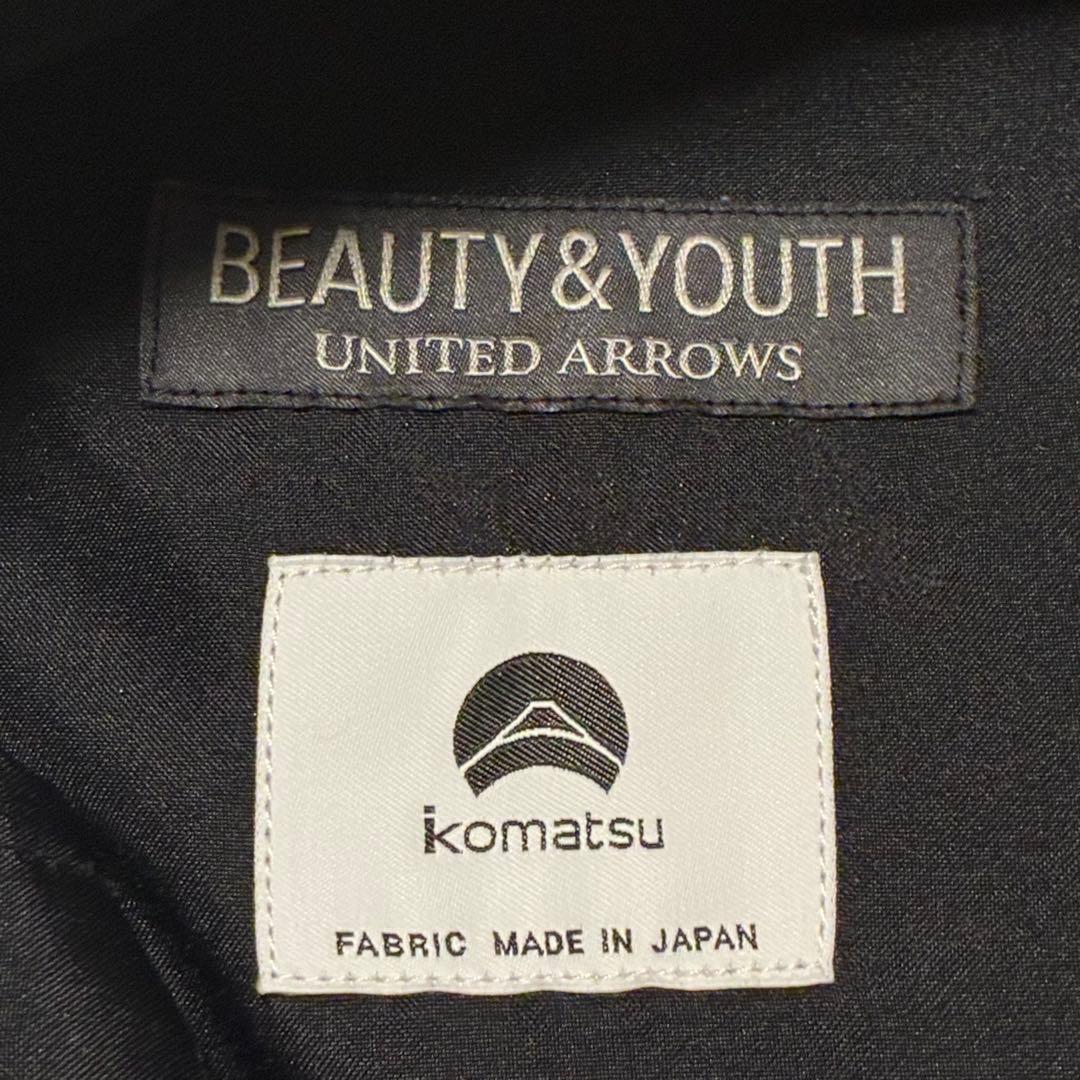 BEAUTY&YOUTH
UNITED ARROWS
komatsu
FABRIC MADE IN JAPAN